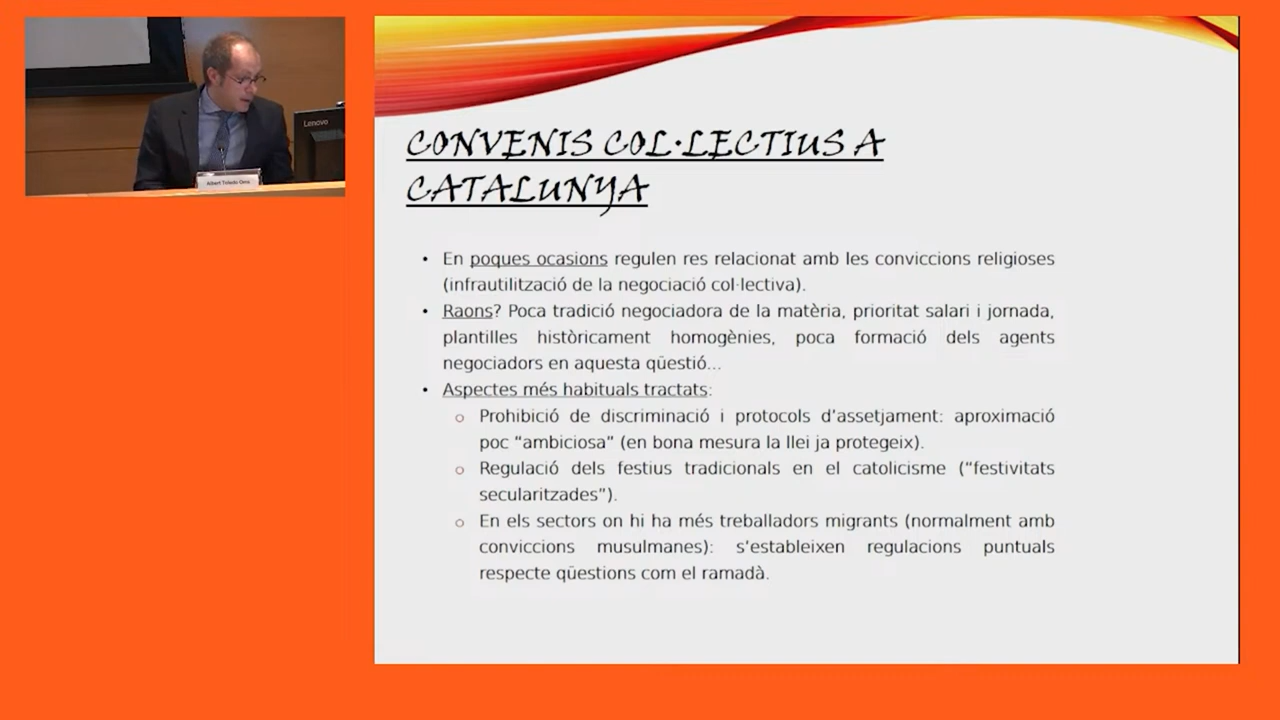 Lenovo
Albert Toledo Oms
CONVENIS COL·LECTIUS A
CATALUNYA
• En poques ocasions regulen res relacionat amb les conviccions religioses
(infrautilització de la negociació col·lectiva).
• Raons? Poca tradició negociadora de la matèria, prioritat salari i jornada,
plantilles històricament homogènies, poca formació dels agents
negociadors en aquesta qüestió...
• Aspectes més habituals tractats:
o Prohibició de discriminació i protocols d'assetjament: aproximació
poc "ambiciosa" (en bona mesura la llei ja protegeix).
o Regulació dels festius tradicionals en el catolicisme ("festivitats
secularitzades").
o En els sectors on hi ha més treballadors migrants (normalment amb
conviccions musulmanes): s'estableixen regulacions puntuals
respecte qüestions com el ramadà.